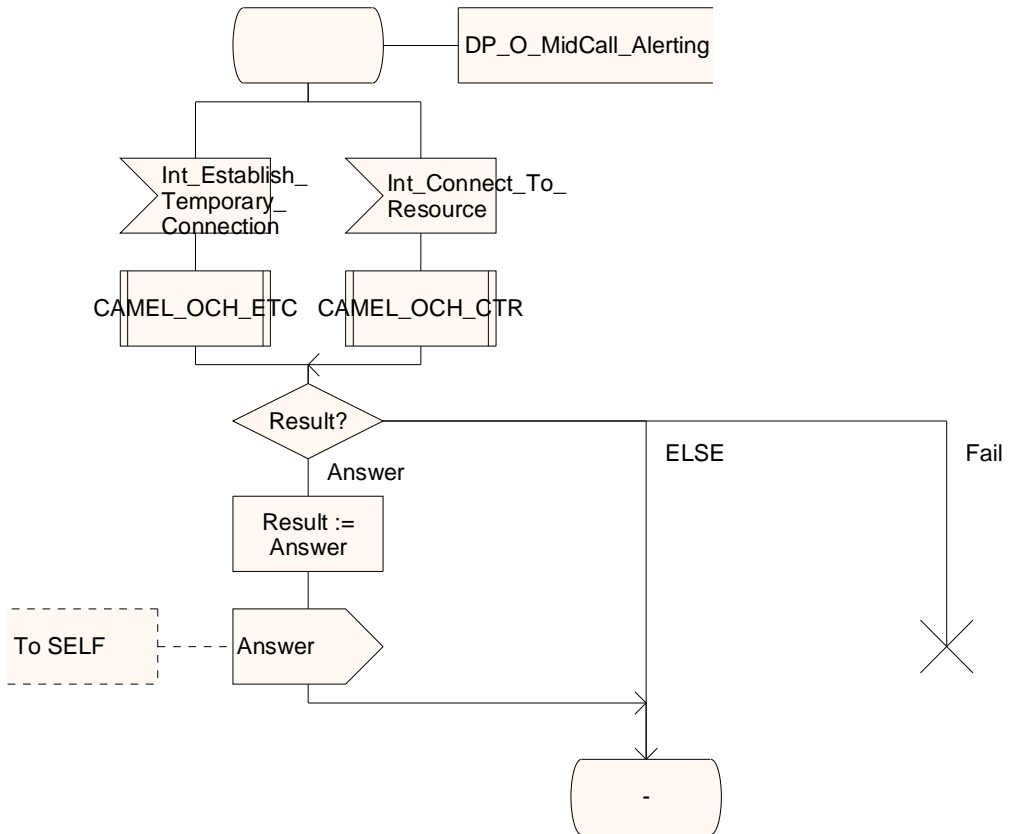 DP_O_MidCall_Alerting
Int_Establish_
Temporary_
Connection
Int_Connect_To_
Resource
CAMEL_OCH_ETC
CAMEL_OCH_CTR
Result?
ELSE
Fail
Answer
Result :=
Answer
To SELF
Answer
-